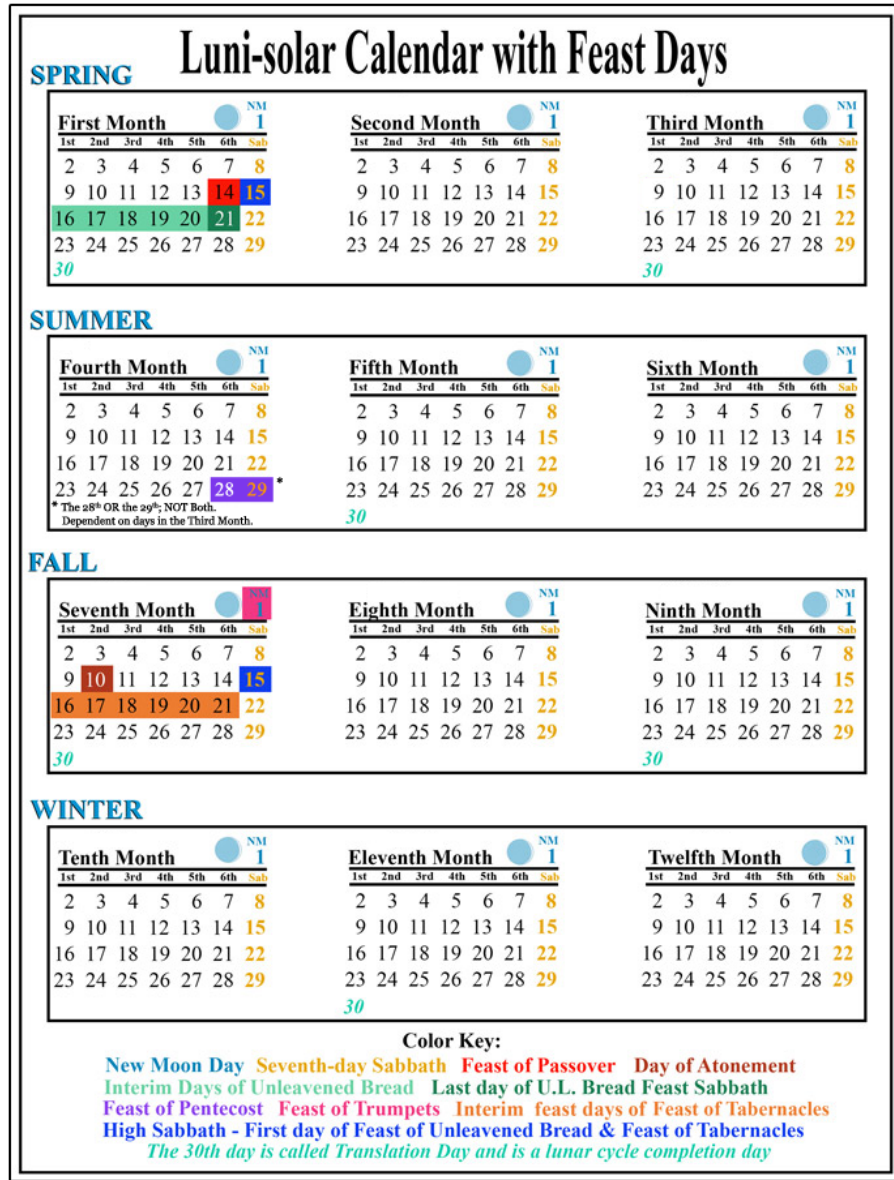 Luni-solar Calendar with Feast Days
SPRING
First Month NM 1
1st 2nd 3rd 4th 5th 6th Sab
2 3 4 5 6 7 8
9 10 11 12 13 14 15
16 17 18 19 20 21 22
23 24 25 26 27 28 29
30
Second Month NM 1
1st 2nd 3rd 4th 5th 6th Sab
2 3 4 5 6 7 8
9 10 11 12 13 14 15
16 17 18 19 20 21 22
23 24 25 26 27 28 29
Third Month NM 1
1st 2nd 3rd 4th 5th 6th Sab
2 3 4 5 6 7 8
9 10 11 12 13 14 15
16 17 18 19 20 21 22
23 24 25 26 27 28 29
30
SUMMER
Fourth Month NM 1
1st 2nd 3rd 4th 5th 6th Sab
2 3 4 5 6 7 8
9 10 11 12 13 14 15
16 17 18 19 20 21 22
23 24 25 26 27 28 29 *
* The 28th OR the 29th; NOT Both.
Dependent on days in the Third Month.
Fifth Month NM 1
1st 2nd 3rd 4th 5th 6th Sab
2 3 4 5 6 7 8
9 10 11 12 13 14 15
16 17 18 19 20 21 22
23 24 25 26 27 28 29
30
Sixth Month NM 1
1st 2nd 3rd 4th 5th 6th Sab
2 3 4 5 6 7 8
9 10 11 12 13 14 15
16 17 18 19 20 21 22
23 24 25 26 27 28 29
FALL
Seventh Month NM 1
1st 2nd 3rd 4th 5th 6th Sab
2 3 4 5 6 7 8
9 10 11 12 13 14 15
16 17 18 19 20 21 22
23 24 25 26 27 28 29
30
Eighth Month NM 1
1st 2nd 3rd 4th 5th 6th Sab
2 3 4 5 6 7 8
9 10 11 12 13 14 15
16 17 18 19 20 21 22
23 24 25 26 27 28 29
Ninth Month NM 1
1st 2nd 3rd 4th 5th 6th Sab
2 3 4 5 6 7 8
9 10 11 12 13 14 15
16 17 18 19 20 21 22
23 24 25 26 27 28 29
30
WINTER
Tenth Month NM 1
1st 2nd 3rd 4th 5th 6th Sab
2 3 4 5 6 7 8
9 10 11 12 13 14 15
16 17 18 19 20 21 22
23 24 25 26 27 28 29
Eleventh Month NM 1
1st 2nd 3rd 4th 5th 6th Sab
2 3 4 5 6 7 8
9 10 11 12 13 14 15
16 17 18 19 20 21 22
23 24 25 26 27 28 29
30
Twelfth Month NM 1
1st 2nd 3rd 4th 5th 6th Sab
2 3 4 5 6 7 8
9 10 11 12 13 14 15
16 17 18 19 20 21 22
23 24 25 26 27 28 29
Color Key:
New Moon Day Seventh-day Sabbath Feast of Passover Day of Atonement
Interim Days of Unleavened Bread Last day of U.L. Bread Feast Sabbath
Feast of Pentecost Feast of Trumpets Interim feast days of Feast of Tabernacles
High Sabbath - First day of Feast of Unleavened Bread & Feast of Tabernacles
The 30th day is called Translation Day and is a lunar cycle completion day